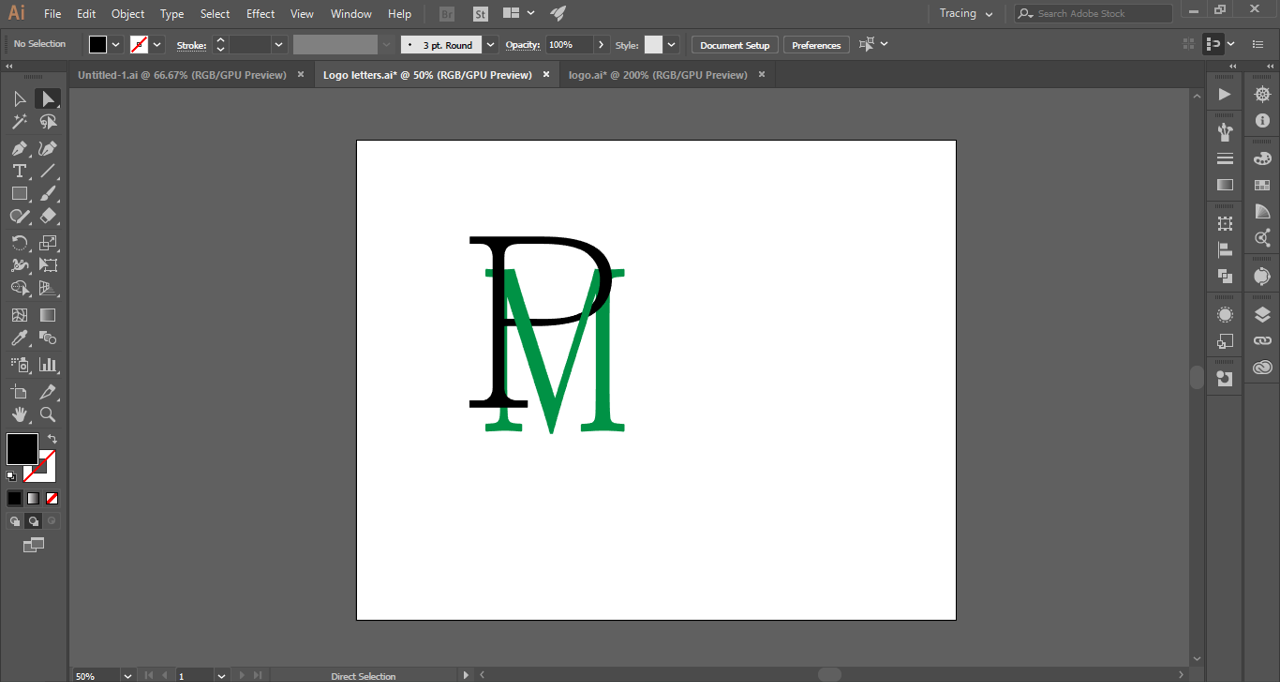 Ai File Edit Object Type Select Effect View Window Help Br St Tracing Search Adobe Stock
No Selection Stroke: 3 pt. Round Opacity: 100% Style: Document Setup Preferences
Untitled-1.ai @ 66.67% (RGB/GPU Preview) × Logo letters.ai* @ 50% (RGB/GPU Preview) × logo.ai* @ 200% (RGB/GPU Preview) ×
P
M
50% 1 Direct Selection